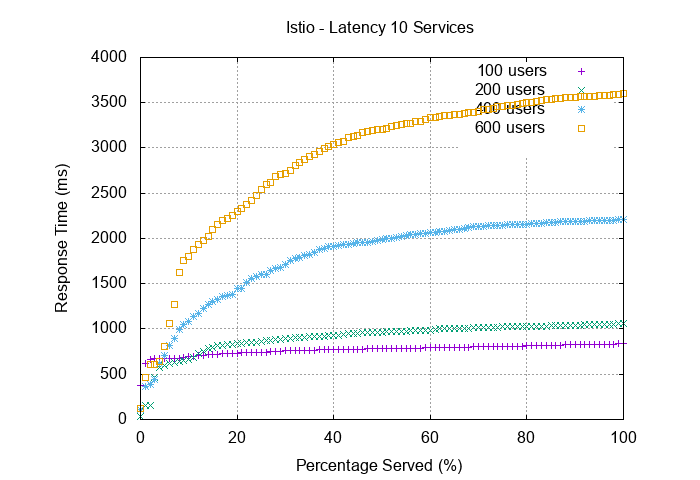 Istio - Latency 10 Services
4000
3500
3000
2500
2000
1500
1000
500
0
Response Time (ms)
100 users
200 users
400 users
600 users
0 20 40 60 80 100
Percentage Served (%)